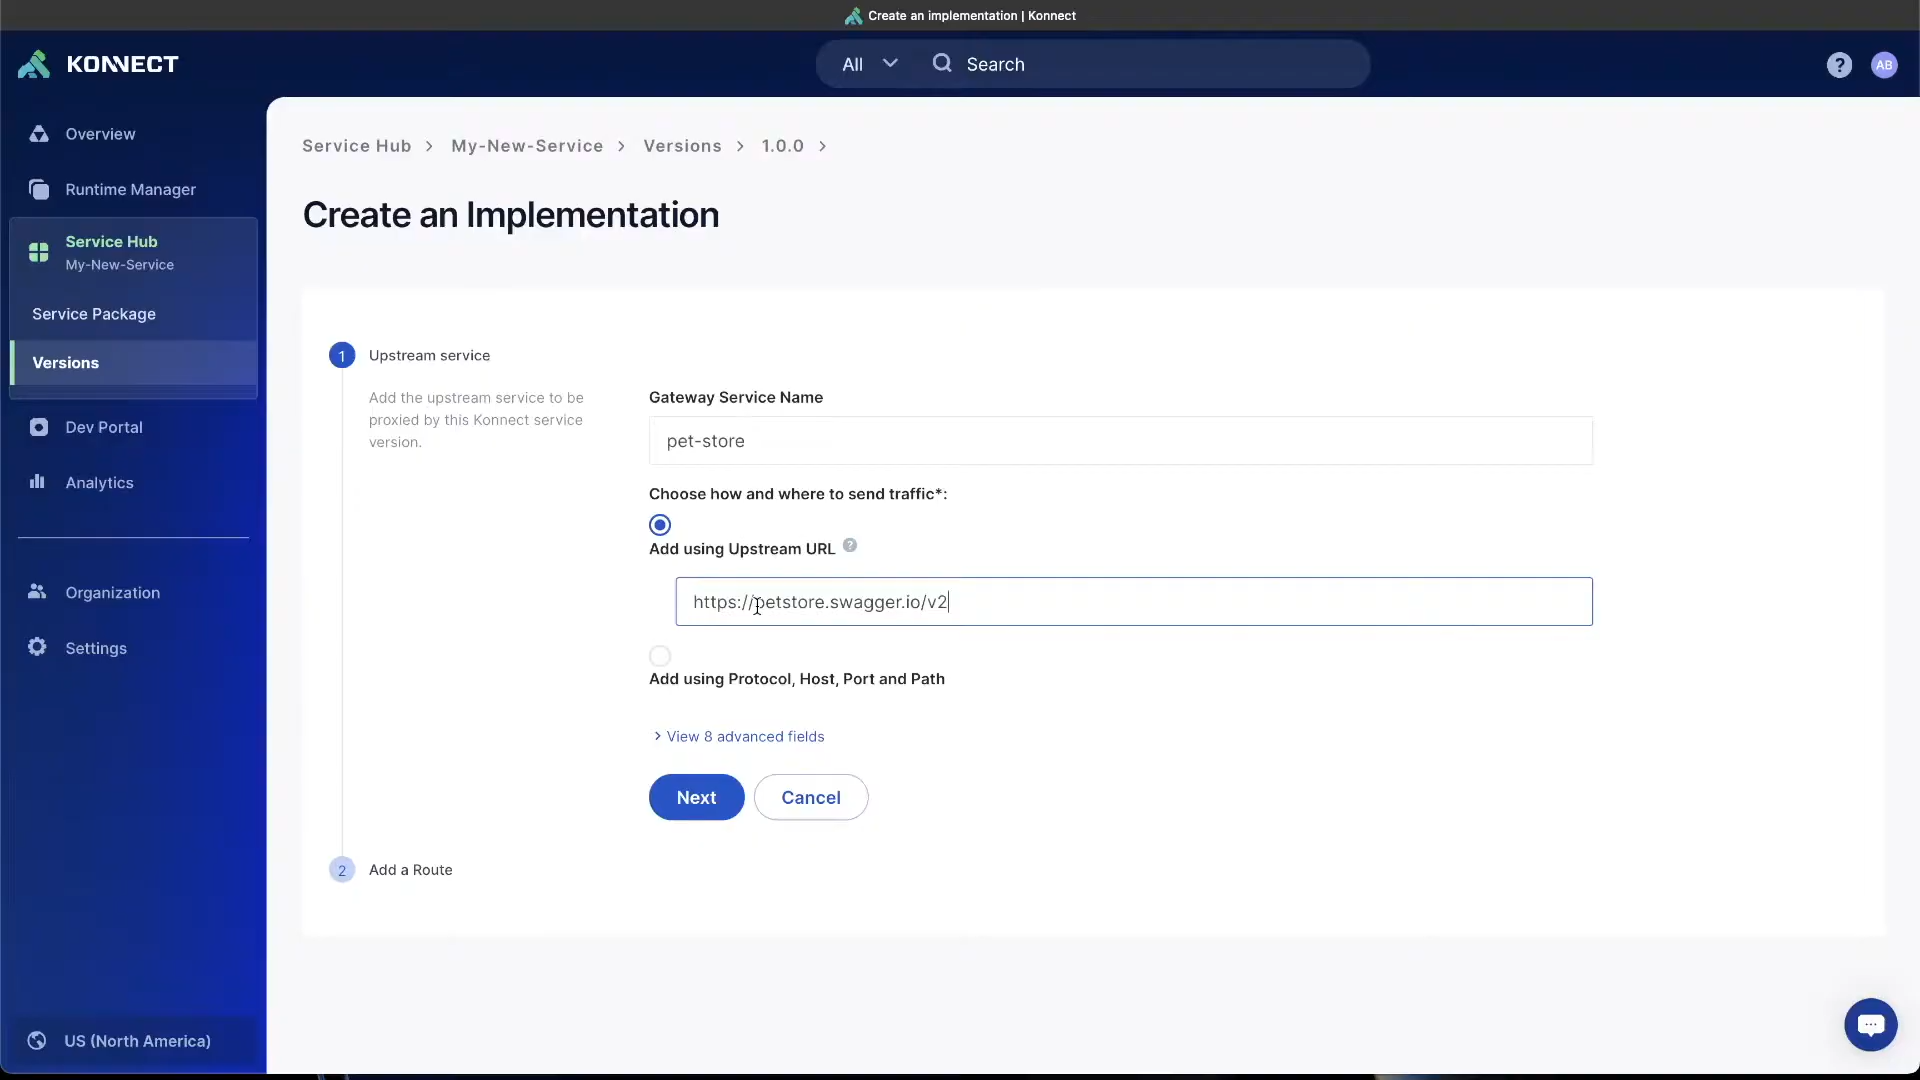 Create an implementation | Konnect
KONNECT
All
Search
?
AB
Overview
Runtime Manager
Service Hub
My-New-Service
Service Package
Versions
Dev Portal
Analytics
Organization
Settings
US (North America)
Service Hub > My-New-Service > Versions > 1.0.0 >
Create an Implementation
1 Upstream service
Add the upstream service to be
proxied by this Konnect service
version.
Gateway Service Name
pet-store
Choose how and where to send traffic*:
Add using Upstream URL ?
https://petstore.swagger.io/v2
Add using Protocol, Host, Port and Path
> View 8 advanced fields
Next
Cancel
2 Add a Route